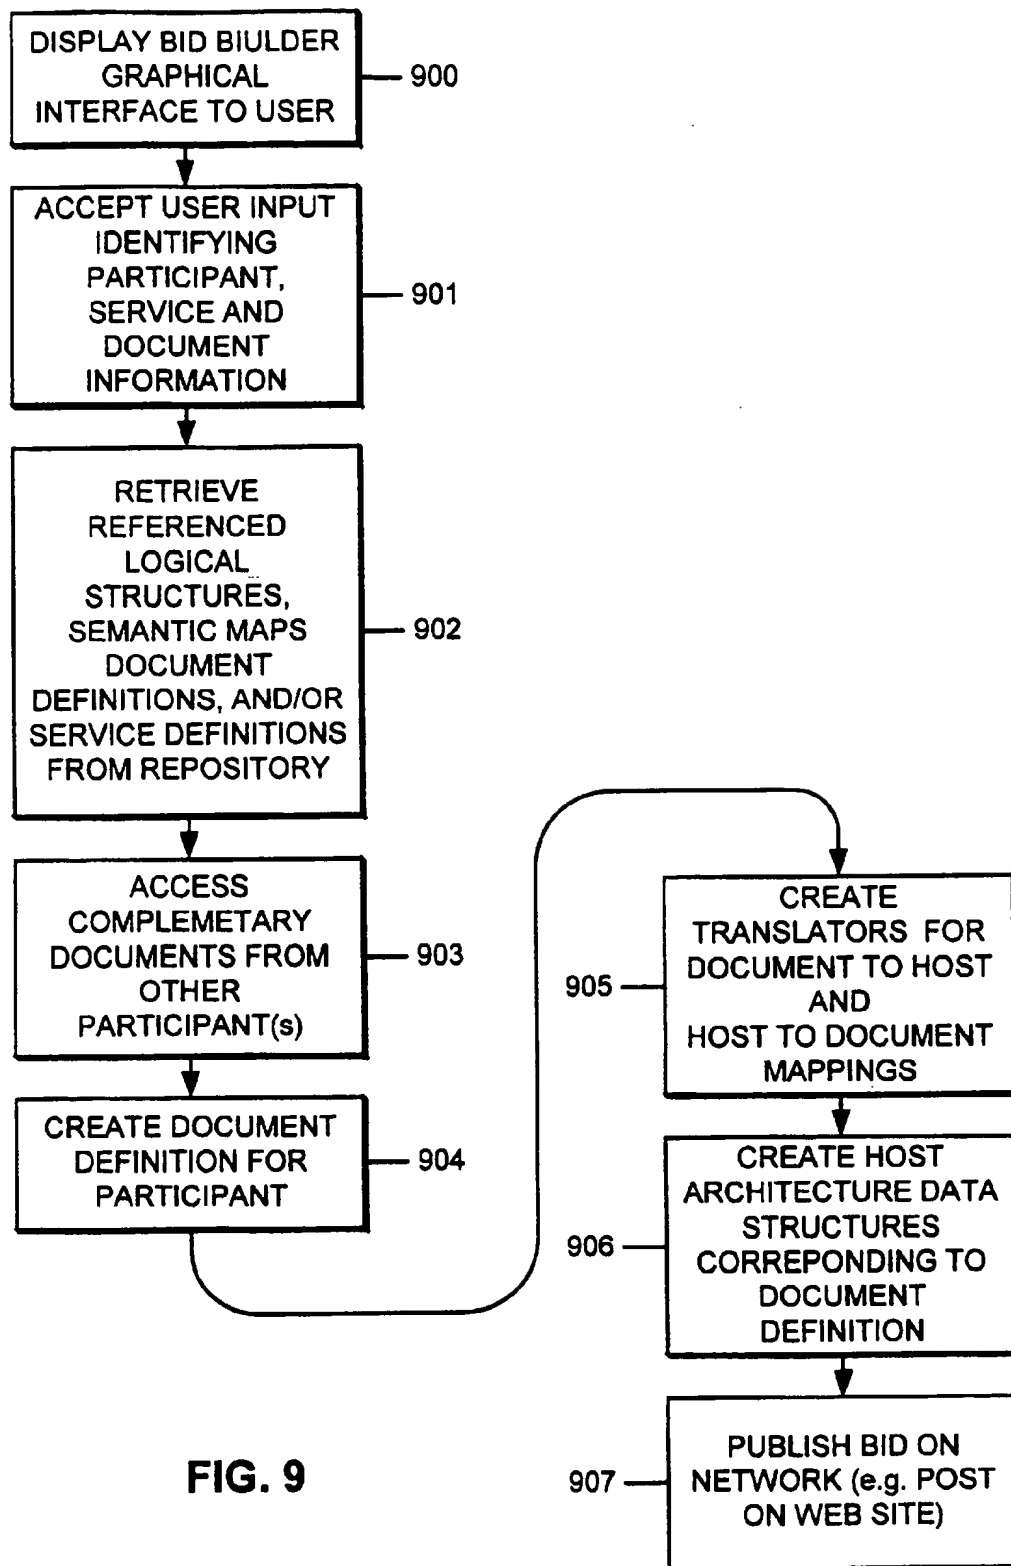 DISPLAY BID BIULDER
GRAPHICAL
INTERFACE TO USER
900
ACCEPT USER INPUT
IDENTIFYING
PARTICIPANT,
SERVICE AND
DOCUMENT
INFORMATION
901
RETRIEVE
REFERENCED
LOGICAL
STRUCTURES,
SEMANTIC MAPS
DOCUMENT
DEFINITIONS, AND/OR
SERVICE DEFINITIONS
FROM REPOSITORY
902
ACCESS
COMPLEMETARY
DOCUMENTS FROM
OTHER
PARTICIPANT(s)
903
CREATE DOCUMENT
DEFINITION FOR
PARTICIPANT
904
CREATE
TRANSLATORS FOR
DOCUMENT TO HOST
AND
HOST TO DOCUMENT
MAPPINGS
905
CREATE HOST
ARCHITECTURE DATA
STRUCTURES
CORREPONDING TO
DOCUMENT
DEFINITION
906
PUBLISH BID ON
NETWORK (e.g. POST
ON WEB SITE)
907
FIG. 9